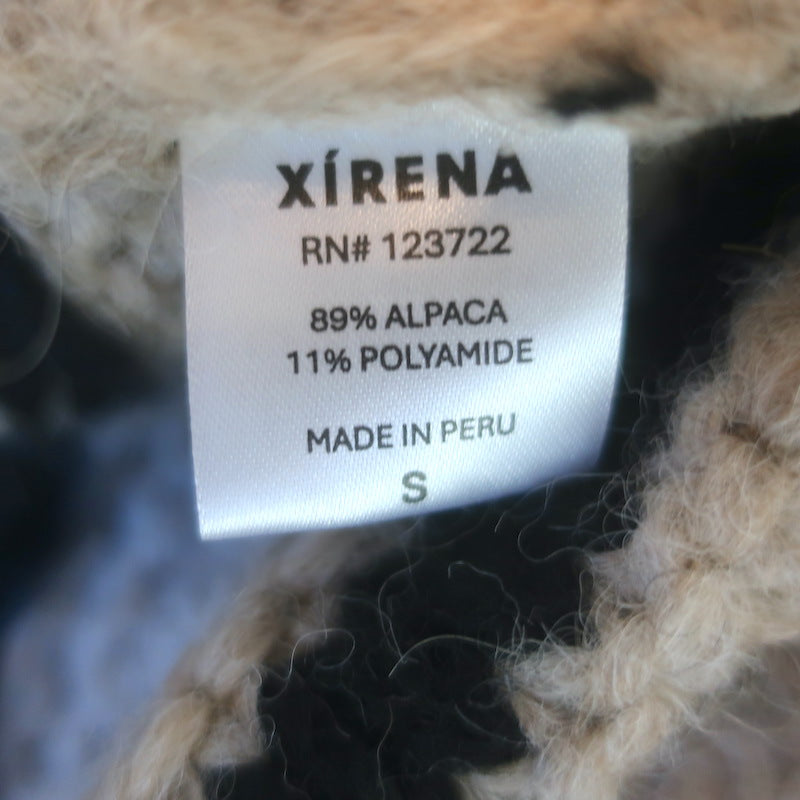 XÍRENA
RN# 123722
89% ALPACA
11% POLYAMIDE
MADE IN PERU
S